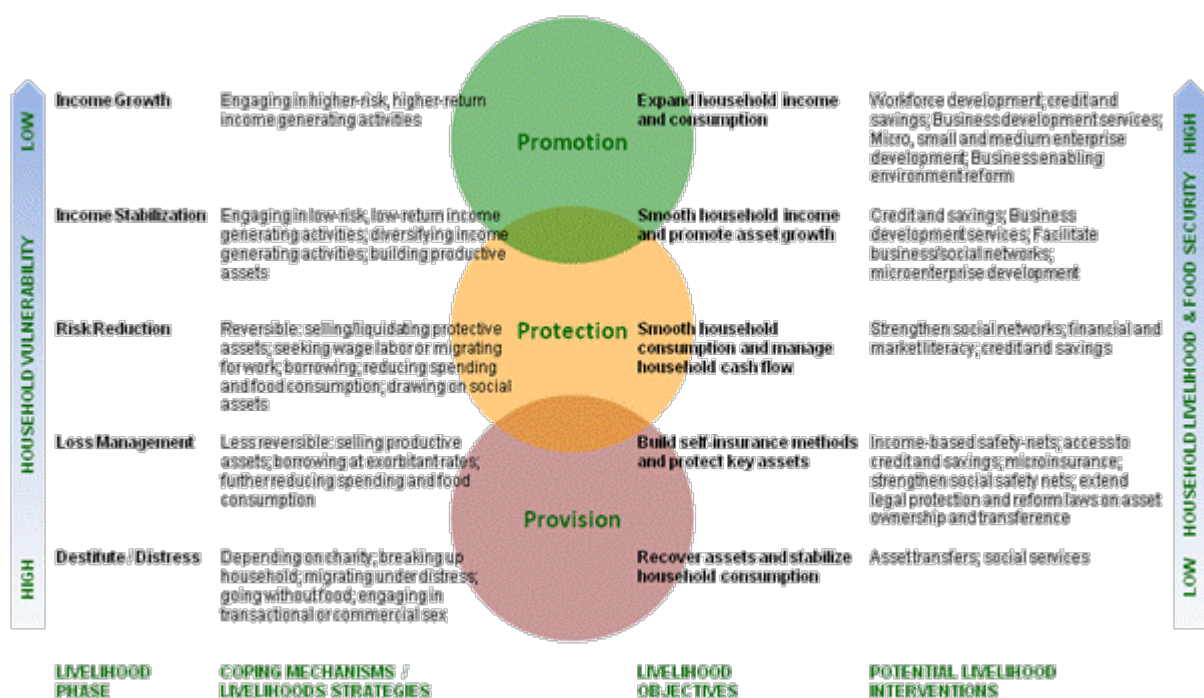 Income Growth
Engaging in higher-risk, higher-return
income generating activities
Promotion
Expand household income
and consumption
Workforce development; credit and
savings; Business development services;
Micro, small and medium enterprise
development; Business enabling
environment reform
Income Stabilization
Engaging in low-risk, low-return income
generating activities; diversifying income
generating activities; building productive
assets
Smooth household income
and promote asset growth
Credit and savings; Business
development services; Facilitate
business/social networks;
microenterprise development
Risk Reduction
Reversible: selling/liquidating protective
assets; seeking wage labor or migrating
for work; borrowing; reducing spending
and food consumption; drawing on social
assets
Protection
Smooth household
consumption and manage
household cash flow
Strengthen social networks; financial and
market literacy; credit and savings
Loss Management
Less reversible: selling productive
assets; borrowing at exorbitant rates;
further reducing spending and food
consumption
Provision
Build self-insurance methods
and protect key assets
Income-based safety-nets; access to
credit and savings; microinsurance;
strengthen social safety nets; extend
legal protection and reform laws on asset
ownership and transference
Destitute / Distress
Depending on charity; breaking up
household; migrating under distress;
going without food; engaging in
transactional or commercial sex
Recover assets and stabilize
household consumption
Asset transfers; social services
LIVELIHOOD
PHASE
COPING MECHANISMS /
LIVELIHOODS STRATEGIES
LIVELIHOOD
OBJECTIVES
POTENTIAL LIVELIHOOD
INTERVENTIONS
HIGH HOUSEHOLD VULNERABILITY LOW
LOW HOUSEHOLD LIVELIHOOD & FOOD SECURITY HIGH